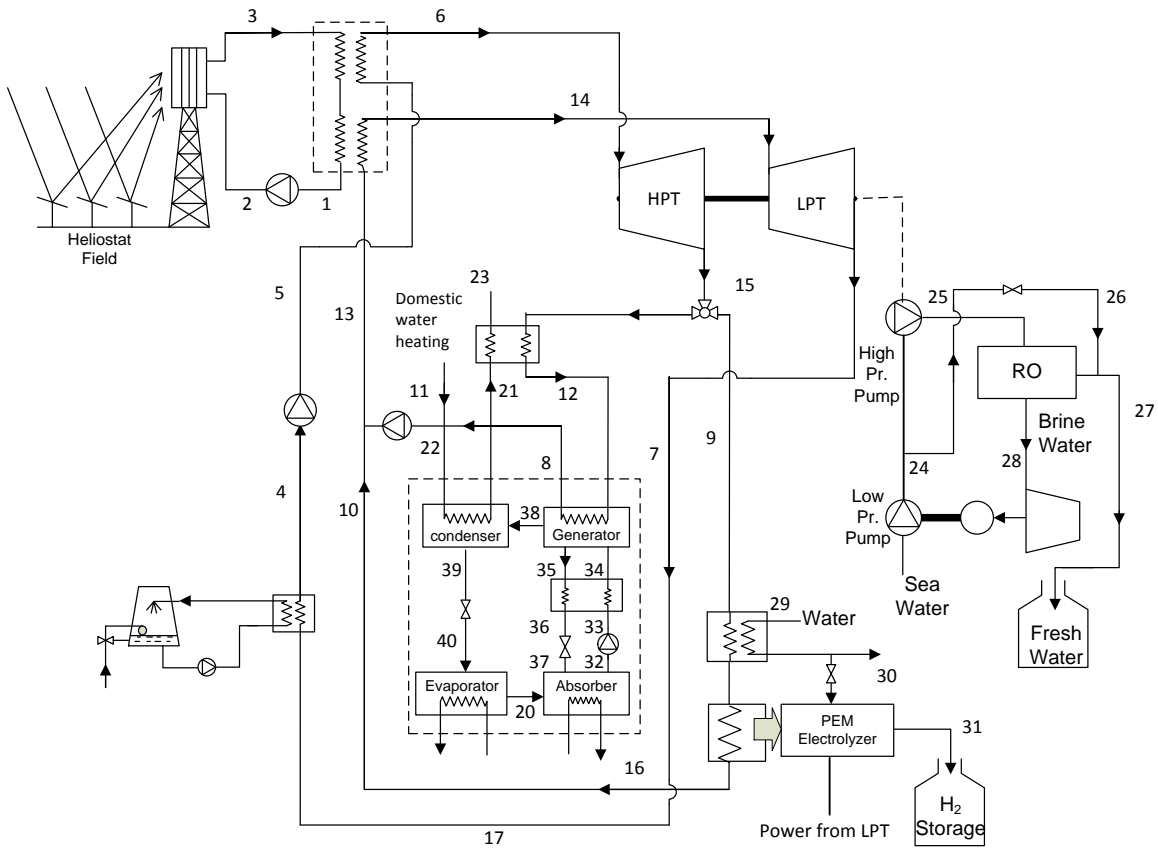 3
6
14
2
1
Heliostat
Field
HPT
LPT
15
23
5
13
Domestic
water
heating
25
26
High
Pr.
Pump
RO
11
21
12
27
Brine
Water
22
8
7
9
24
28
4
10
Low
Pr.
Pump
38
condenser
Generator
39
35
34
Sea
Water
40
36
33
37
32
29
Water
Fresh
Water
30
Evaporator
20
Absorber
PEM
Electrolyzer
31
16
H2
Storage
Power from LPT
17